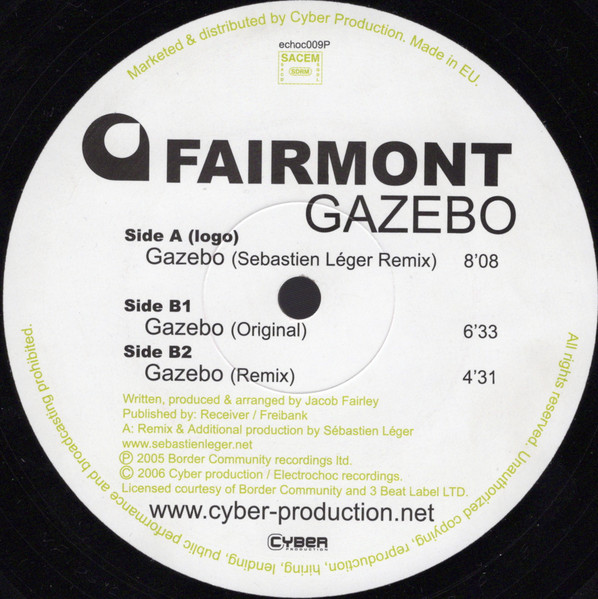 Marketed & distributed by Cyber Production. Made in EU.
echoc009P
SACEM
SDRM
FAIRMONT
GAZEBO
Side A (logo)
Gazebo (Sebastien Léger Remix) 8'08
Side B1
Gazebo (Original) 6'33
Side B2
Gazebo (Remix) 4'31
Written, produced & arranged by Jacob Fairley
Published by: Receiver / Freibank
A: Remix & Additional production by Sébastien Léger
www.sebastienleger.net
Ⓟ 2005 Border Community recordings ltd.
© 2006 Cyber production / Electrochoc recordings.
Licensed courtesy of Border Community and 3 Beat Label LTD.
www.cyber-production.net
CYBER
PRODUCTION
All rights reserved. Unauthorized copying, reproduction, hiring, lending, public performance and broadcasting prohibited.